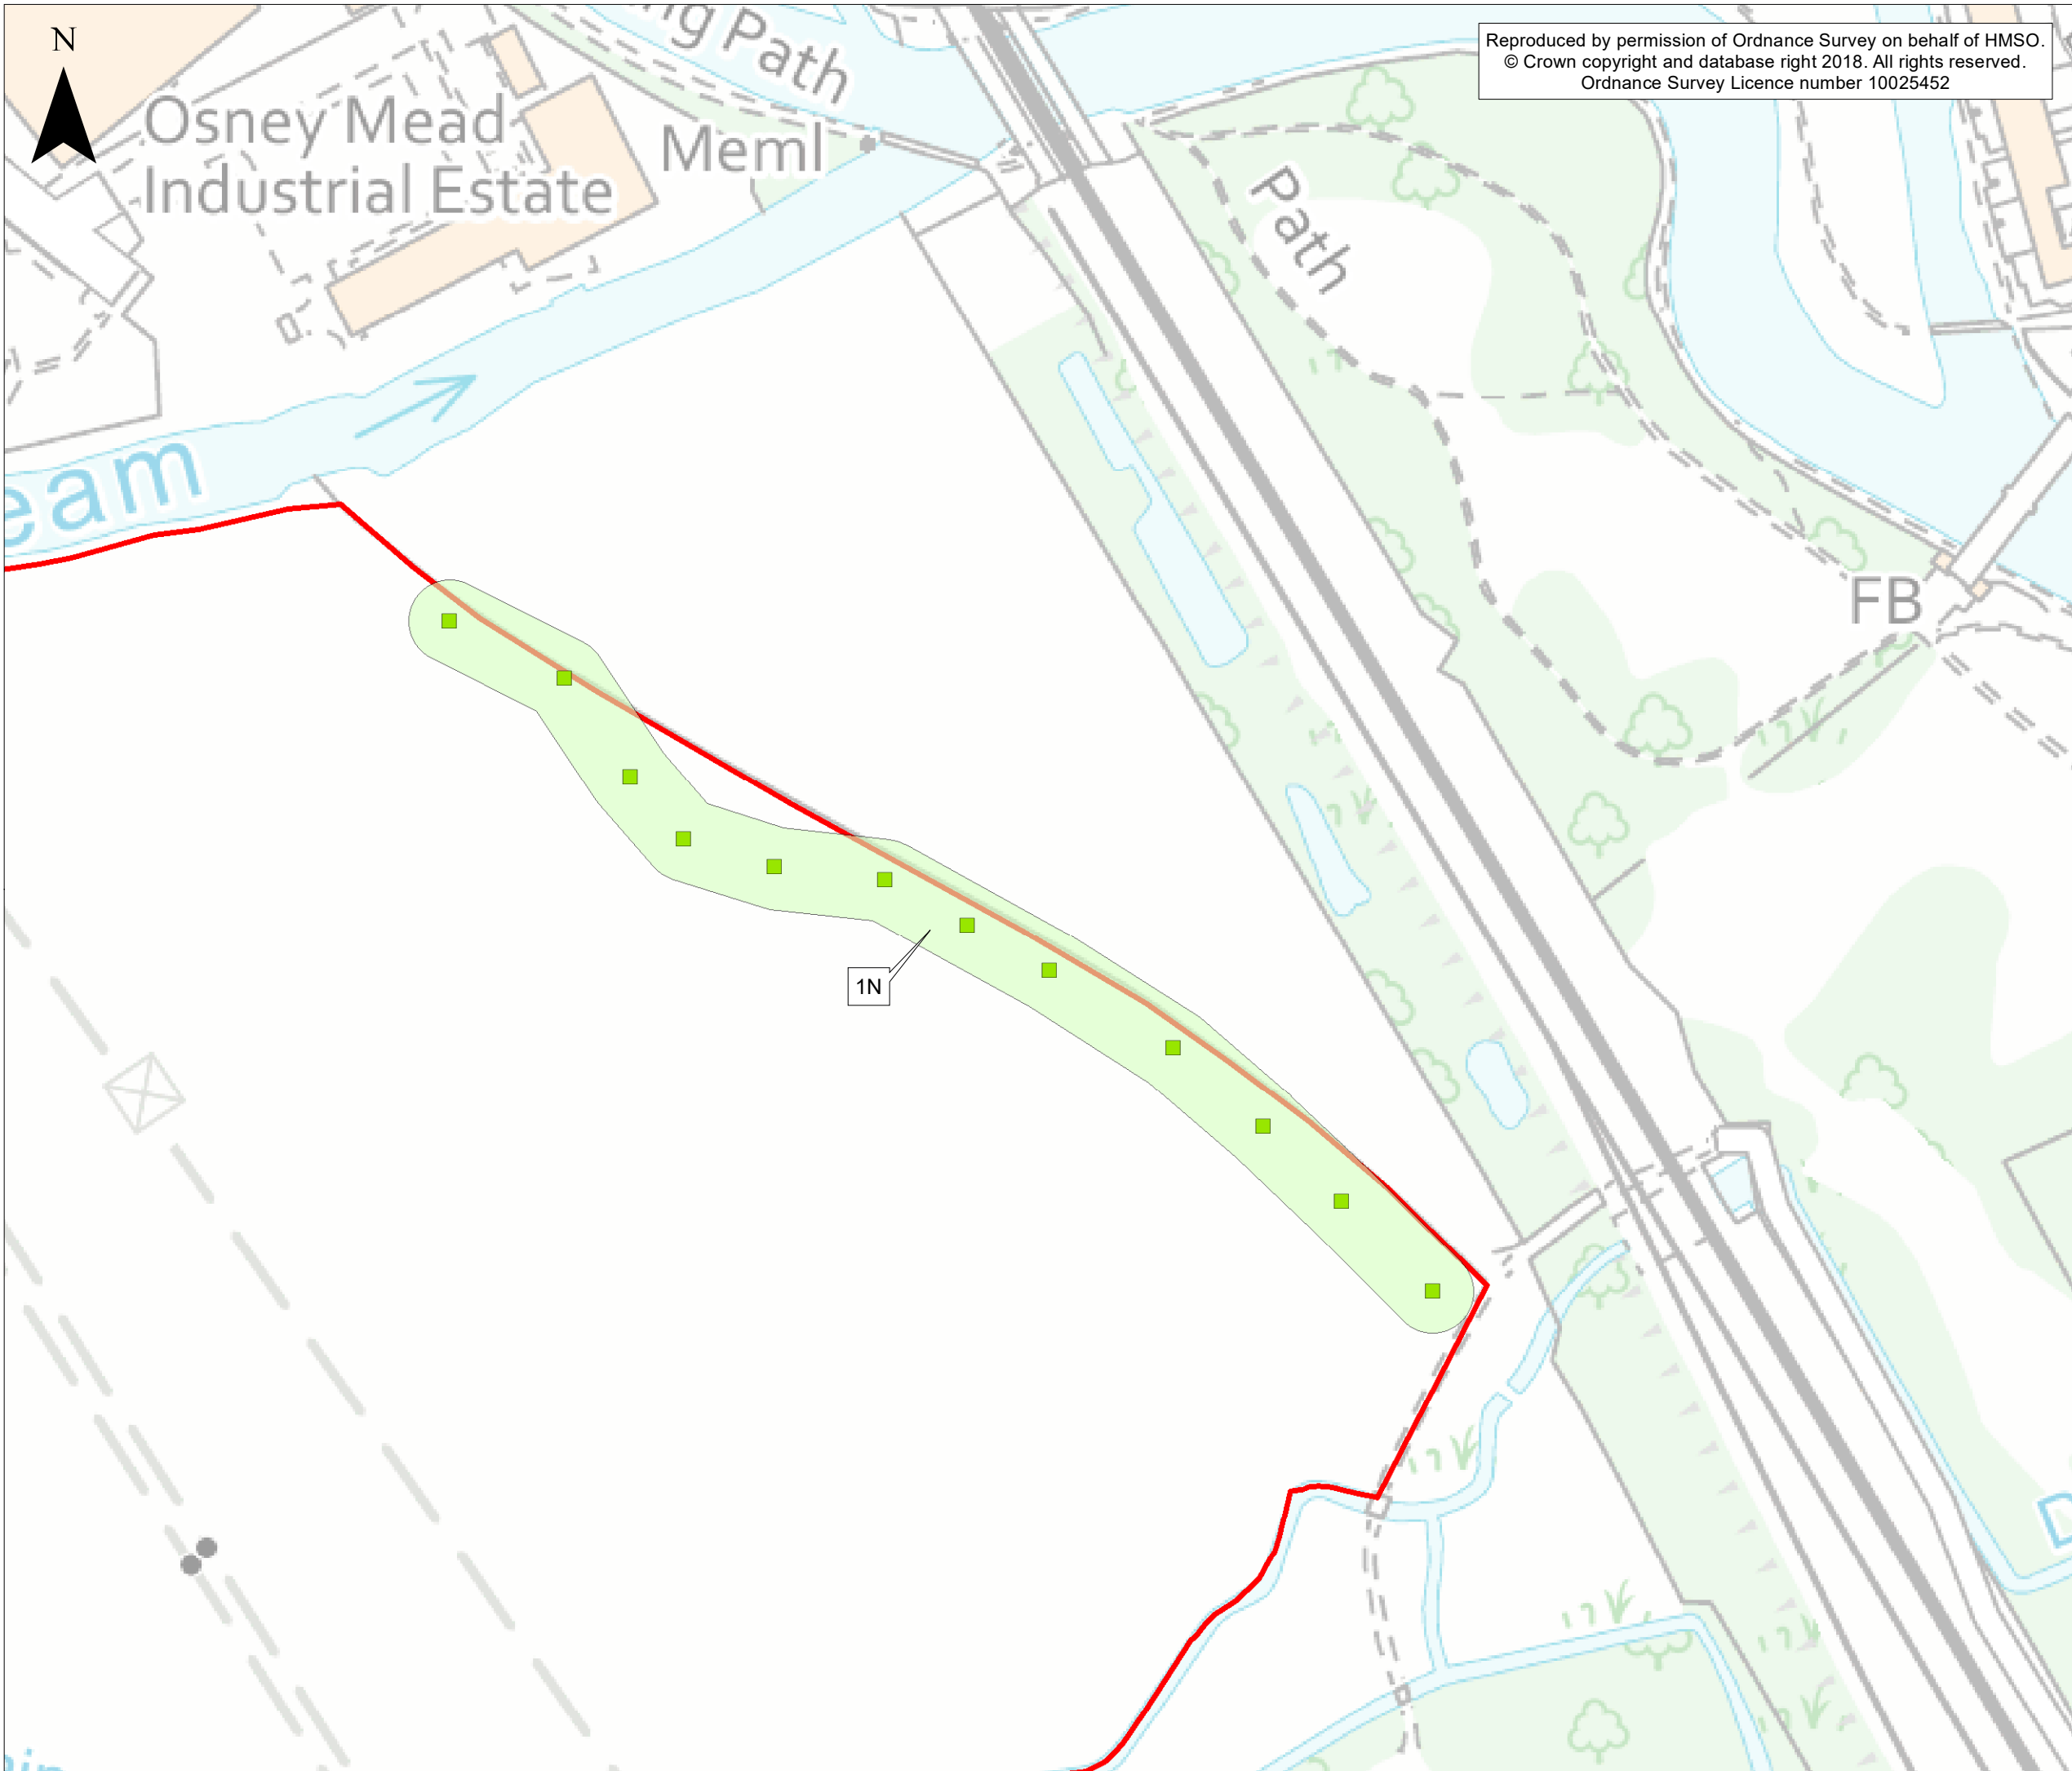 N
Reproduced by permission of Ordnance Survey on behalf of HMSO.
© Crown copyright and database right 2018. All rights reserved.
Ordnance Survey Licence number 10025452
Path
Osney Mead
Industrial Estate
Meml
Path
eam
FB
1N